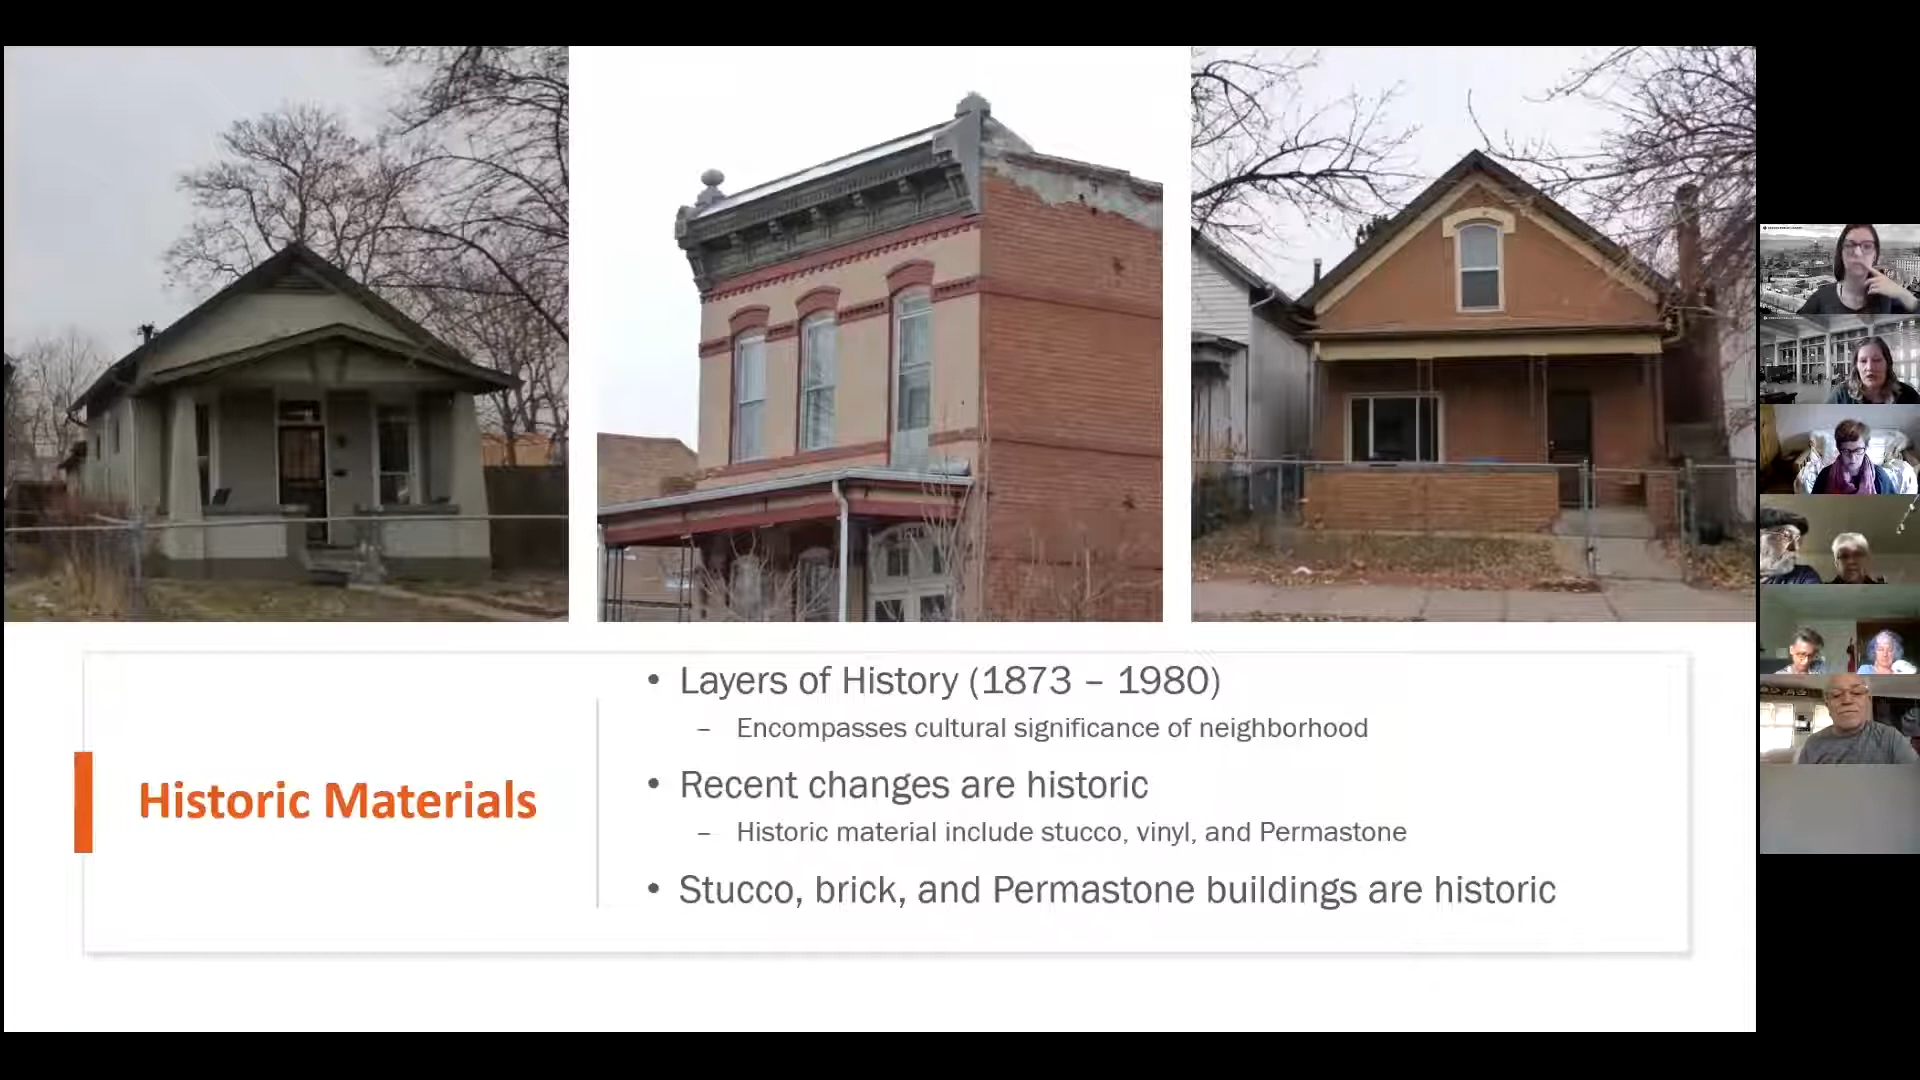 Historic Materials
• Layers of History (1873 – 1980)
– Encompasses cultural significance of neighborhood
• Recent changes are historic
– Historic material include stucco, vinyl, and Permastone
• Stucco, brick, and Permastone buildings are historic